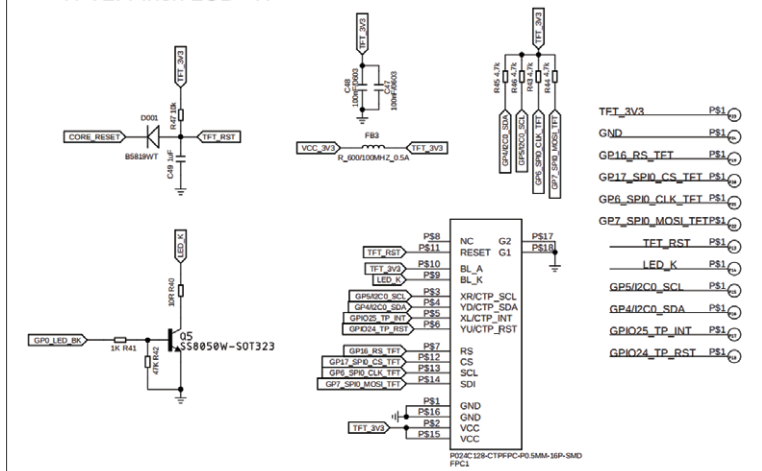 TFT_3V3
R47 10k
D001
CORE_RESET
TFT_RST
B5819WT
C49 1uF
TFT_3V3
C48
100nF/0603
C47
100nF/0603
FB3
VCC_3V3
TFT_3V3
R_600/100MHZ_0.5A
TFT_3V3
R45 4.7k
R46 4.7k
R43 4.7k
R44 4.7k
GP4/I2C0_SDA
GP5/I2C0_SCL
GP6_SPI0_CLK_TFT
GP7_SPI0_MOSI_TFT
TFT_3V3 P$1
GND P$1
GP16_RS_TFT P$1
GP17_SPI0_CS_TFT P$1
GP6_SPI0_CLK_TFT P$1
GP7_SPI0_MOSI_TFT P$1
TFT_RST P$1
LED_K P$1
GP5/I2C0_SCL P$1
GP4/I2C0_SDA P$1
GPIO25_TP_INT P$1
GPIO24_TP_RST P$1
LED_K
10R R40
GP0_LED_BK
1K R41
47K R42
Q5
SS8050W-SOT323
P$8 NC G2 P$17
TFT_RST P$11 RESET G1 P$18
TFT_3V3 P$10 BL_A
LED_K P$9 BL_K
GP5/I2C0_SCL P$3 XR/CTP_SCL
GP4/I2C0_SDA P$4 YD/CTP_SDA
GPIO25_TP_INT P$5 XL/CTP_INT
GPIO24_TP_RST P$6 YU/CTP_RST
GP16_RS_TFT P$7 RS
GP17_SPI0_CS_TFT P$12 CS
GP6_SPI0_CLK_TFT P$13 SCL
GP7_SPI0_MOSI_TFT P$14 SDI
P$1 GND
P$16 GND
TFT_3V3 P$2 VCC
P$15 VCC
P024C128-CTPFPC-P0.5MM-16P-SMD
FPC1